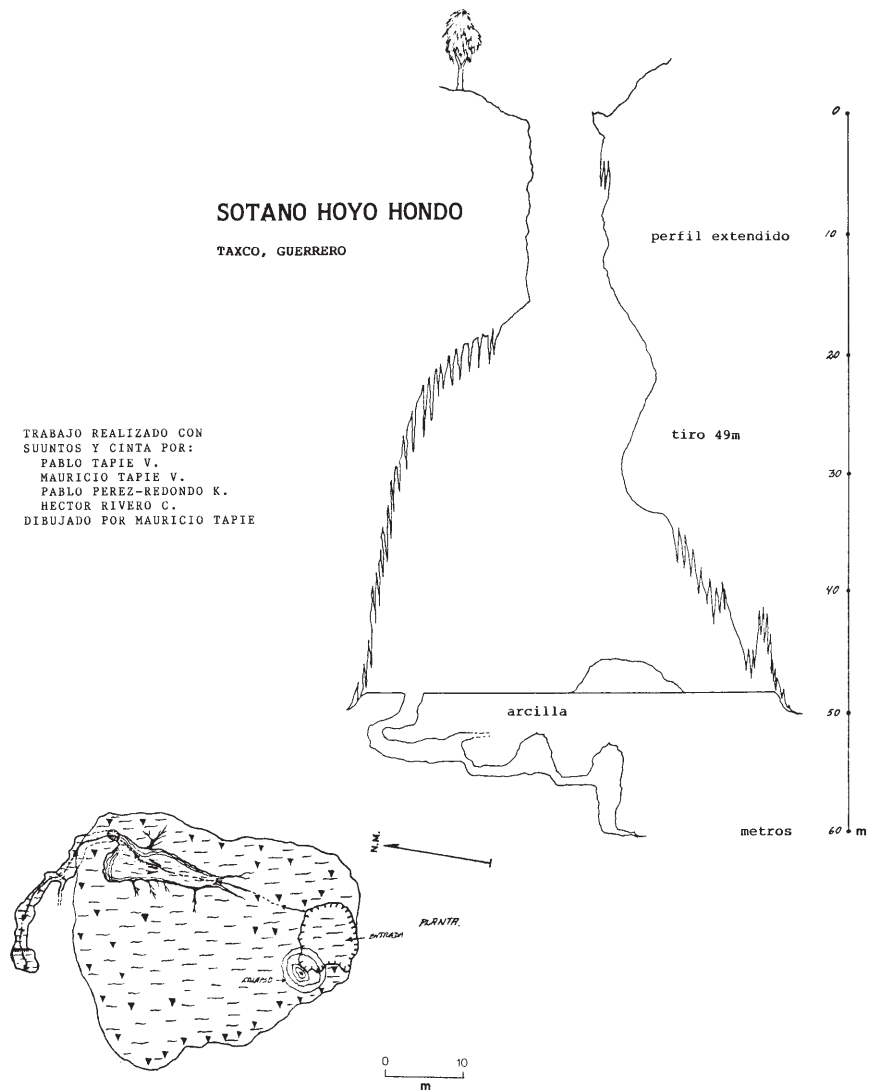 SOTANO HOYO HONDO
TAXCO, GUERRERO
perfil extendido
tiro 49m
TRABAJO REALIZADO CON
SUUNTOS Y CINTA POR:
PABLO TAPIE V.
MAURICIO TAPIE V.
PABLO PEREZ-REDONDO K.
HECTOR RIVERO C.
DIBUJADO POR MAURICIO TAPIE
0
10
20
30
40
50
60 m
arcilla
metros
N.M.
PLANTA.
ENTRADA
0 10
m